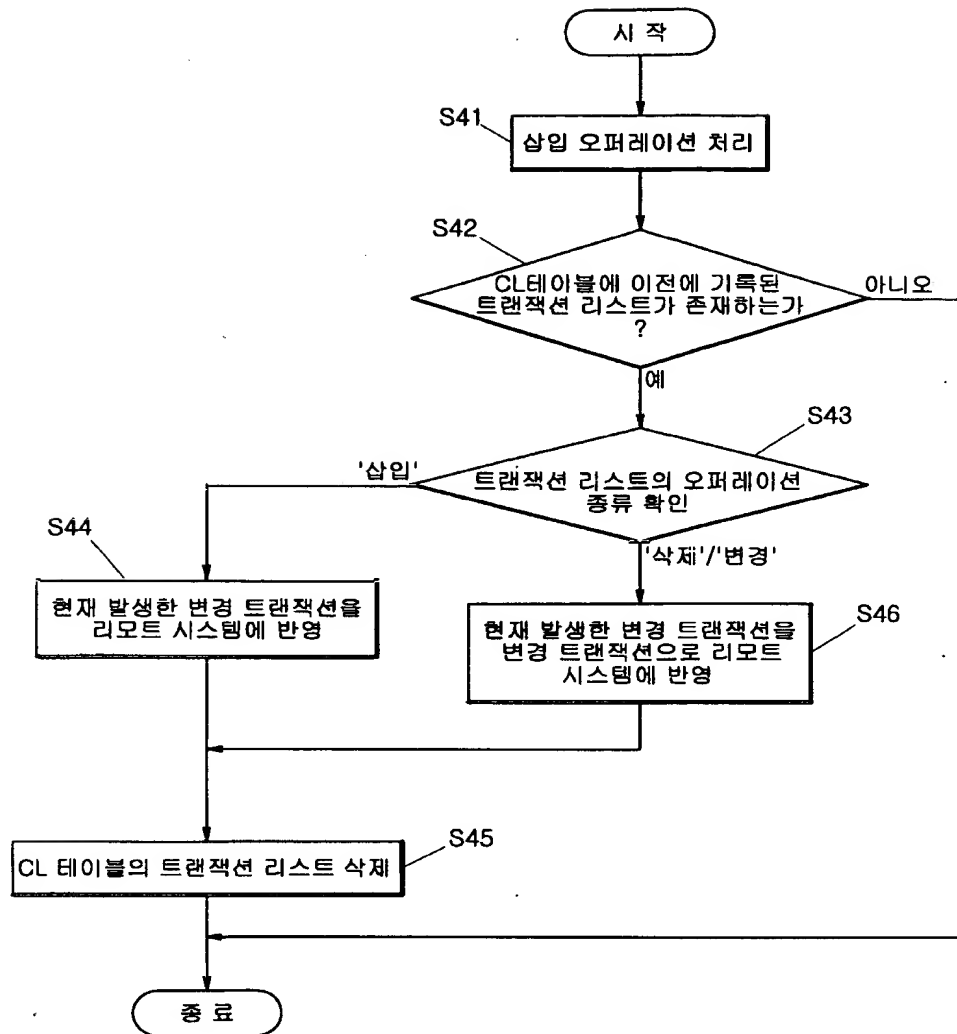 시 작
S41
삽입 오퍼레이션 처리
S42
CL테이블에 이전에 기록된
트랜잭션 리스트가 존재하는가
?
아니오
예
S43
'삽입'
트랜잭션 리스트의 오퍼레이션
종류 확인
S44
'삭제'/'변경'
현재 발생한 변경 트랜잭션을
리모트 시스템에 반영
S46
현재 발생한 변경 트랜잭션을
변경 트랜잭션으로 리모트
시스템에 반영
S45
CL 테이블의 트랜잭션 리스트 삭제
종 료